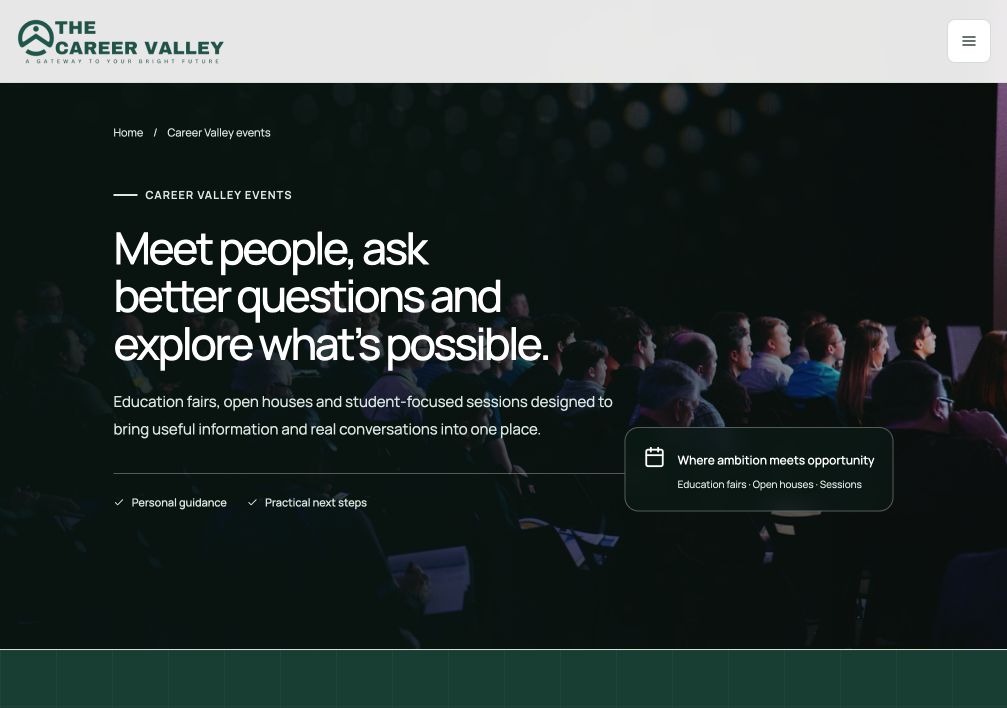 THE
CAREER VALLEY
A GATEWAY TO YOUR BRIGHT FUTURE
Home / Career Valley events
CAREER VALLEY EVENTS
Meet people, ask
better questions and
explore what's possible.
Education fairs, open houses and student-focused sessions designed to
bring useful information and real conversations into one place.
Where ambition meets opportunity
Education fairs · Open houses · Sessions
Personal guidance
Practical next steps